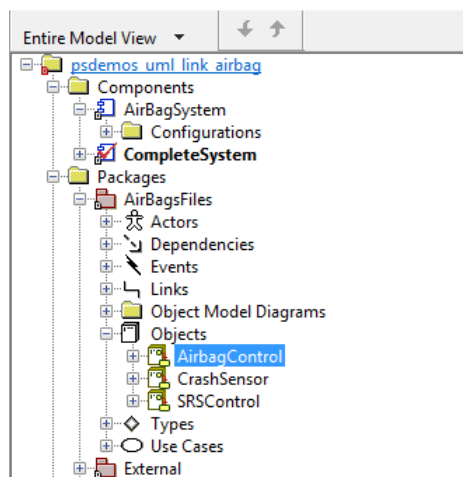 Entire Model View
psdemos_uml_link_airbag
Components
AirBagSystem
Configurations
CompleteSystem
Packages
AirBagsFiles
Actors
Dependencies
Events
Links
Object Model Diagrams
Objects
AirbagControl
CrashSensor
SRSControl
Types
Use Cases
External